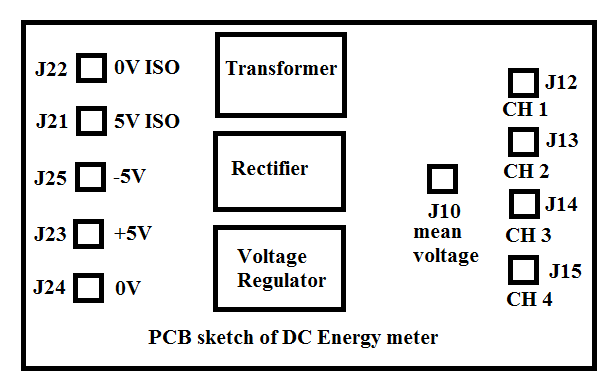 J22 0V ISO
J21 5V ISO
J25 -5V
J23 +5V
J24 0V
Transformer
Rectifier
Voltage
Regulator
J10
mean
voltage
J12
CH 1
J13
CH 2
J14
CH 3
J15
CH 4
PCB sketch of DC Energy meter